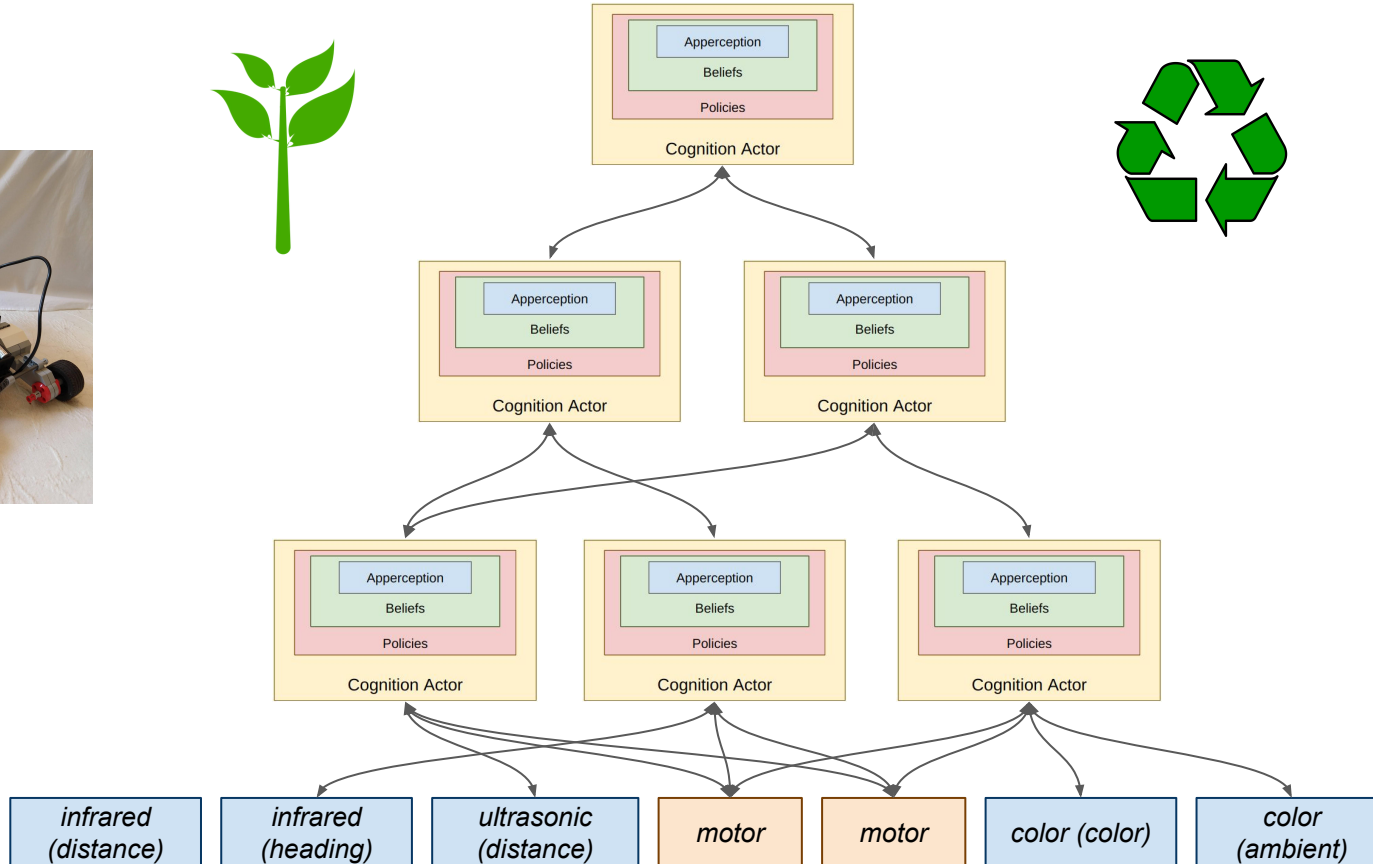 Apperception
Beliefs
Policies
Cognition Actor
Apperception
Beliefs
Policies
Cognition Actor
Apperception
Beliefs
Policies
Cognition Actor
Apperception
Beliefs
Policies
Cognition Actor
Apperception
Beliefs
Policies
Cognition Actor
Apperception
Beliefs
Policies
Cognition Actor
infrared
(distance)
infrared
(heading)
ultrasonic
(distance)
motor
motor
color (color)
color
(ambient)